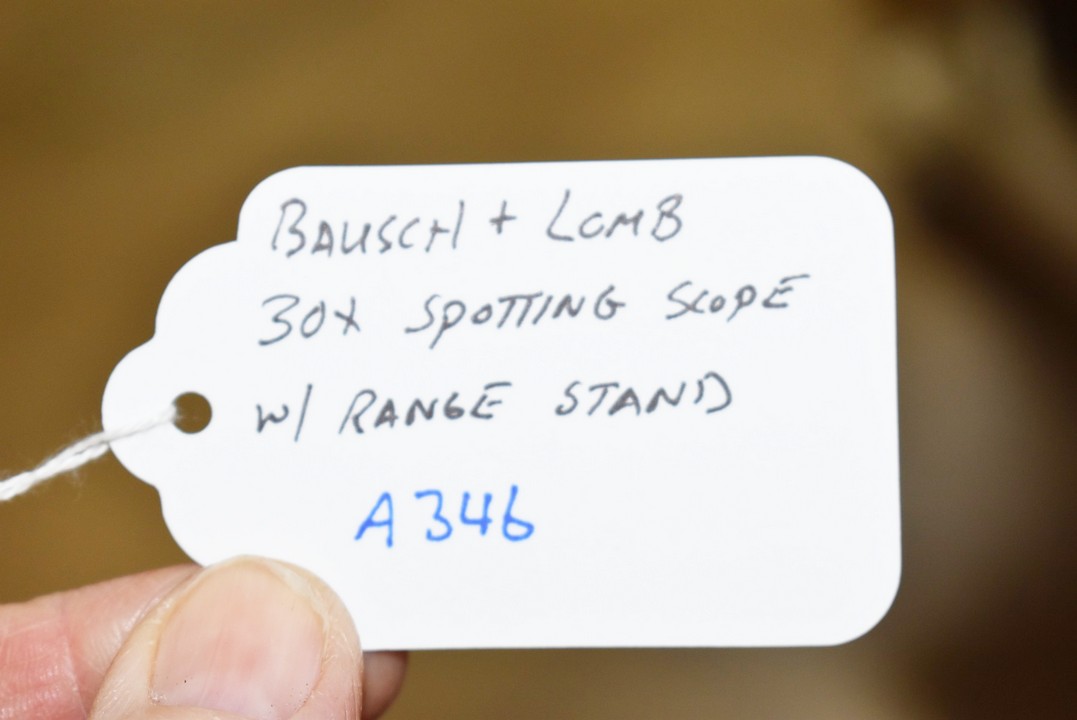 BAUSCH + LOMB
30X SPOTTING SCOPE
W/ RANGE STAND
A346